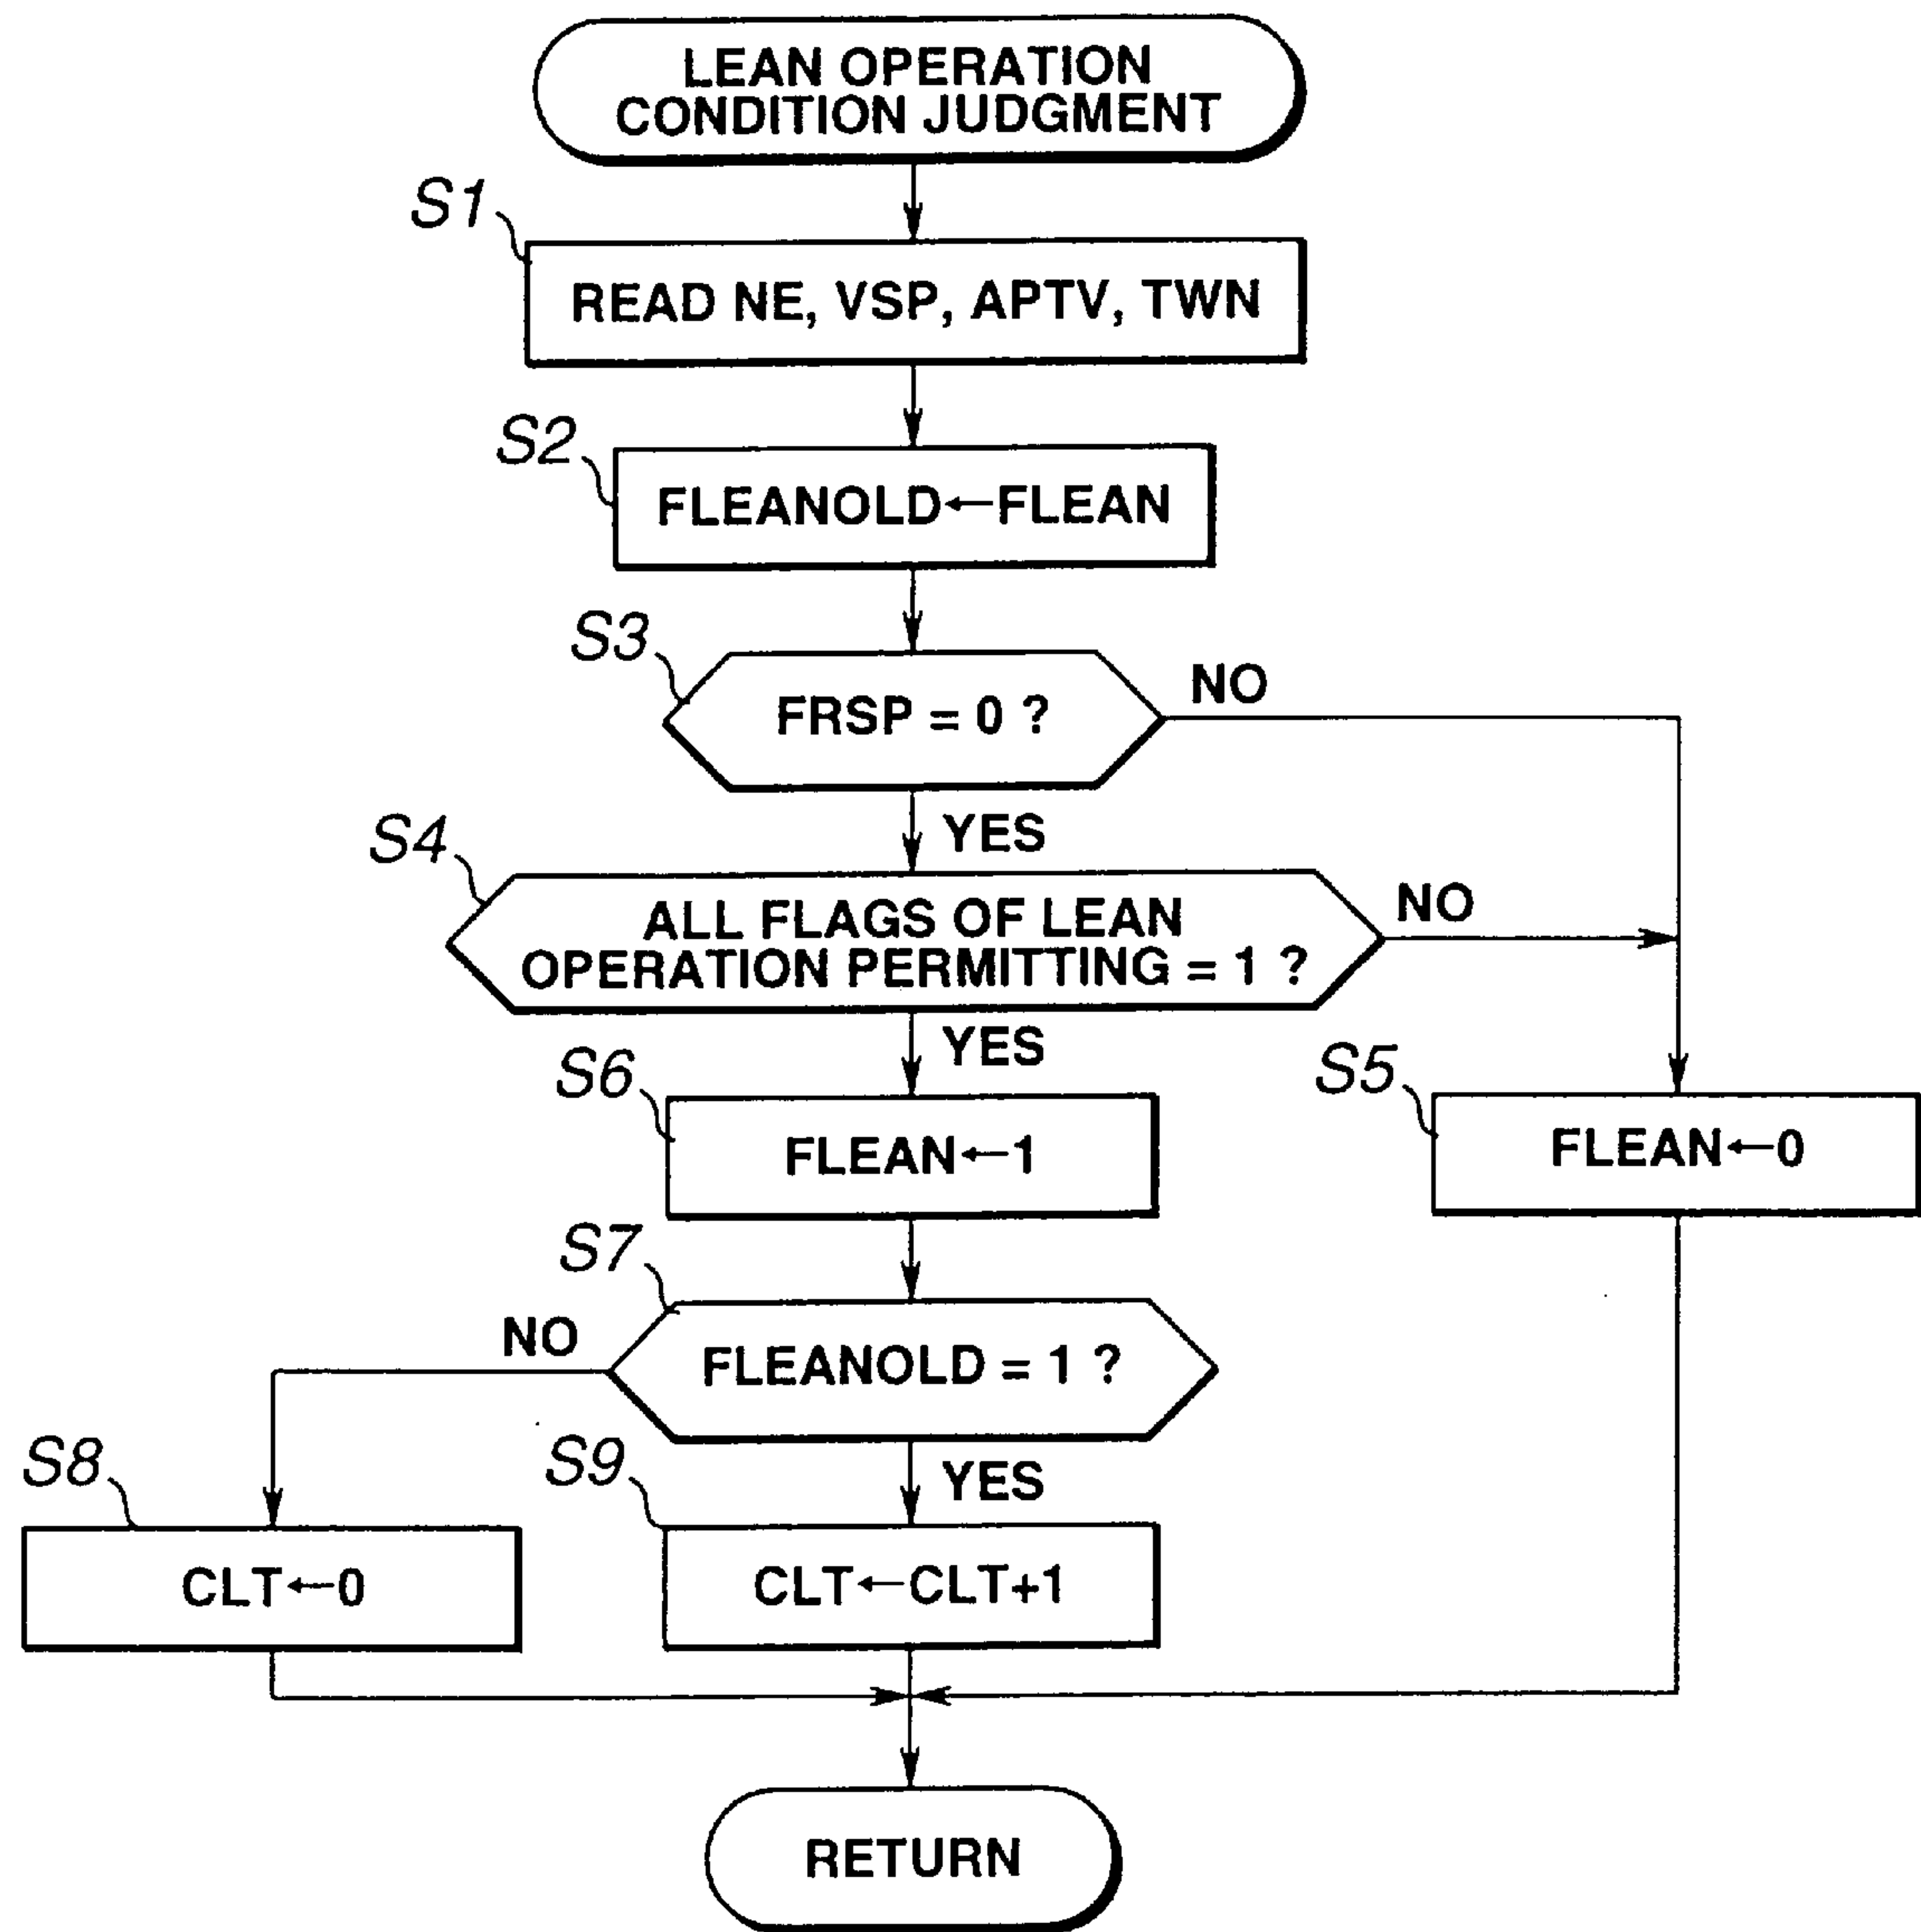 LEAN OPERATION
CONDITION JUDGMENT
S1
READ NE, VSP, APTV, TWN
S2
FLEANOLD←FLEAN
S3
FRSP = 0 ?
NO
YES
S4
ALL FLAGS OF LEAN
OPERATION PERMITTING = 1 ?
NO
YES
S6
FLEAN←1
S5
FLEAN←0
S7
FLEANOLD = 1 ?
NO
YES
S8
CLT←0
S9
CLT←CLT+1
RETURN